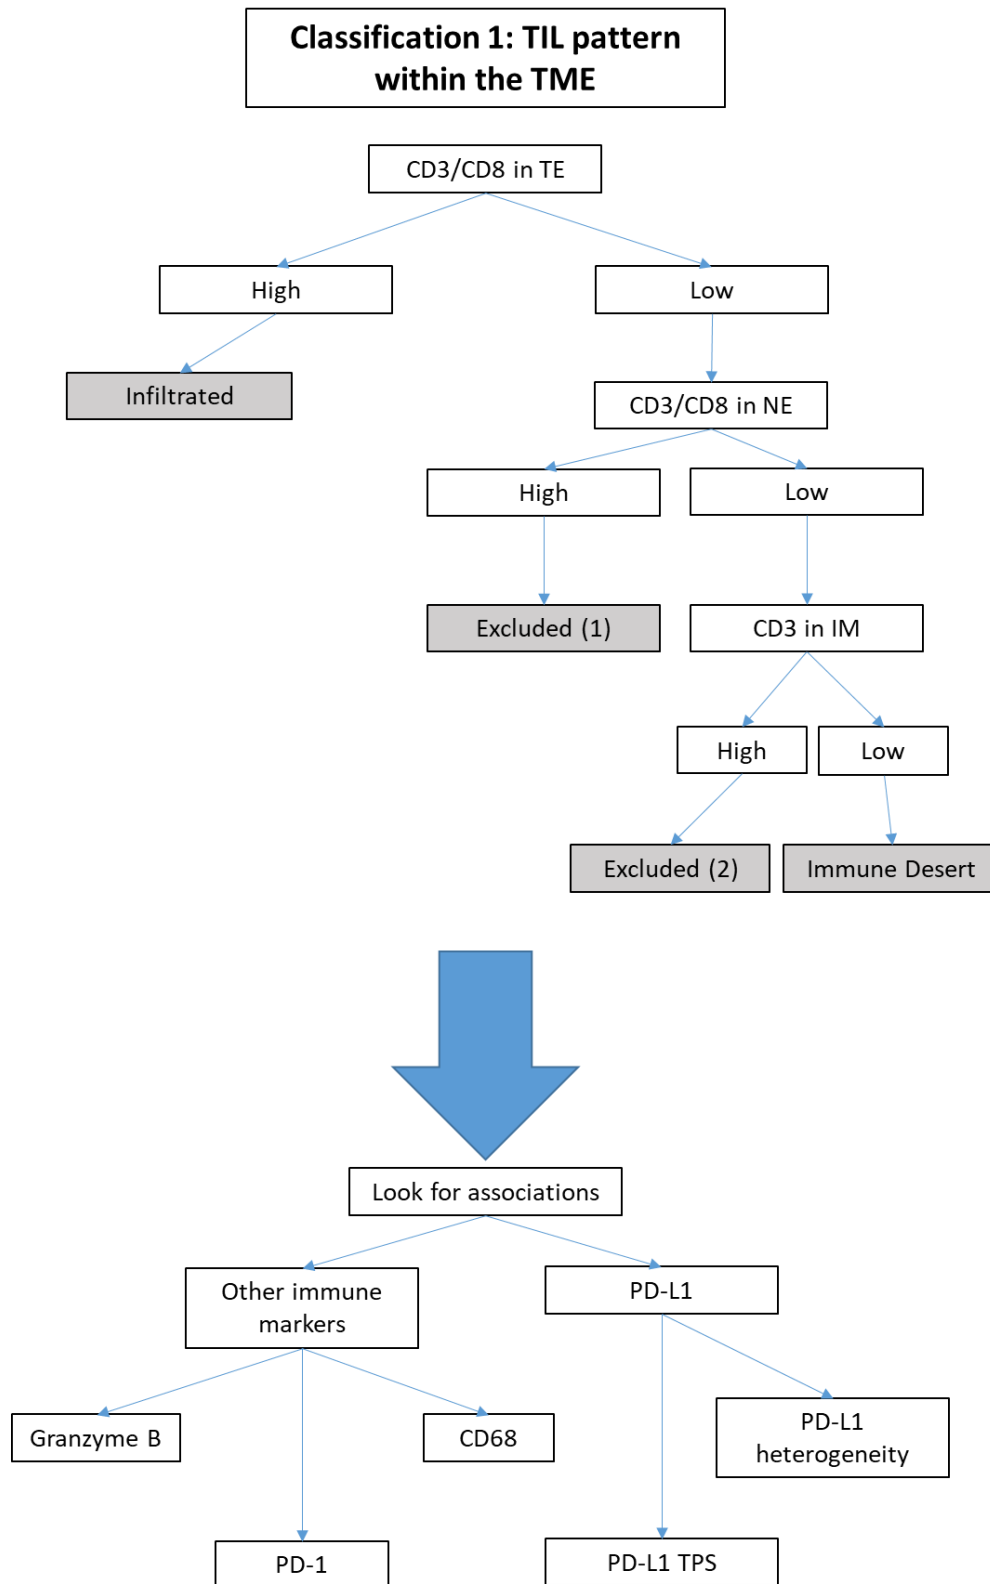 Classification 1: TIL pattern
within the TME
CD3/CD8 in TE
High
Low
Infiltrated
CD3/CD8 in NE
High
Low
Excluded (1)
CD3 in IM
High
Low
Excluded (2)
Immune Desert
Look for associations
Other immune
markers
PD-L1
Granzyme B
CD68
PD-L1
heterogeneity
PD-1
PD-L1 TPS